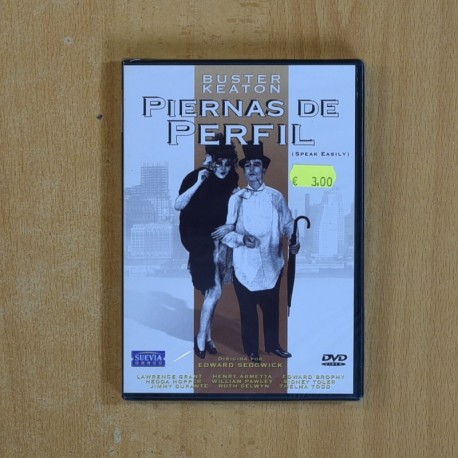 BUSTER
KEATON
PIERNAS DE
PERFIL
(SPEAK EASILY)
€ 3,00
SUEVIA
DIRIGIDA POR
EDWARD SEDGWICK
DVD
LAWRENCE GRANT HENRY ARMETTA EDWARD BROPHY
HEDDA HOPPER WILLIAM PAWLEY SIDNEY TOLER
JIMMY DURANTE RUTH SELWYN THELMA TODD